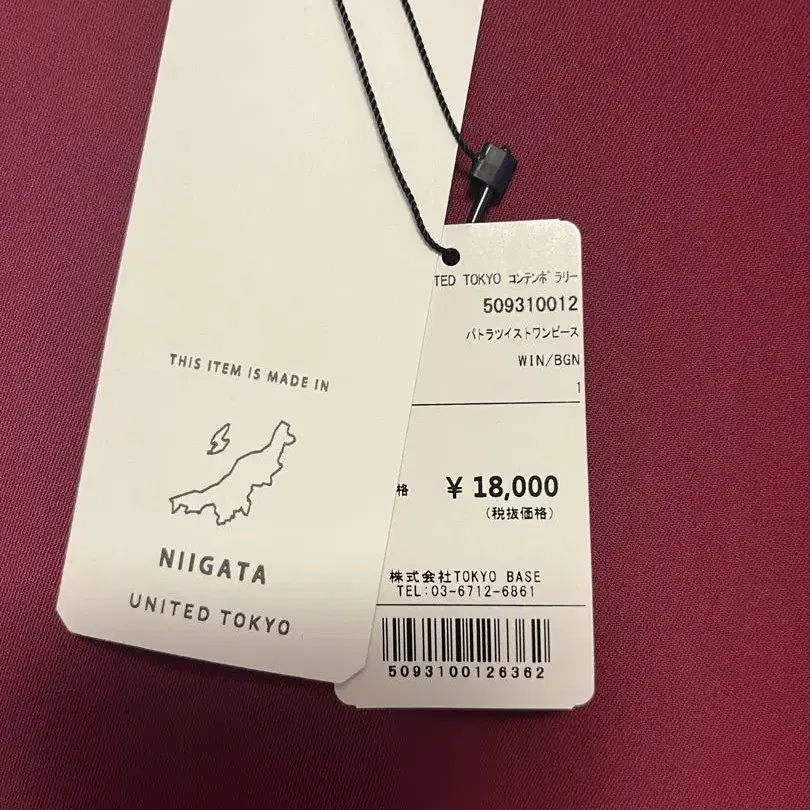 THIS ITEM IS MADE IN
NIIGATA
UNITED TOKYO
TED TOKYO コンテンポラリー
509310012
パトラツイストワンピース
WIN/BGN
1
格 ¥ 18,000
(税抜価格)
株式会社TOKYO BASE
TEL:03-6712-6861
5093100126362